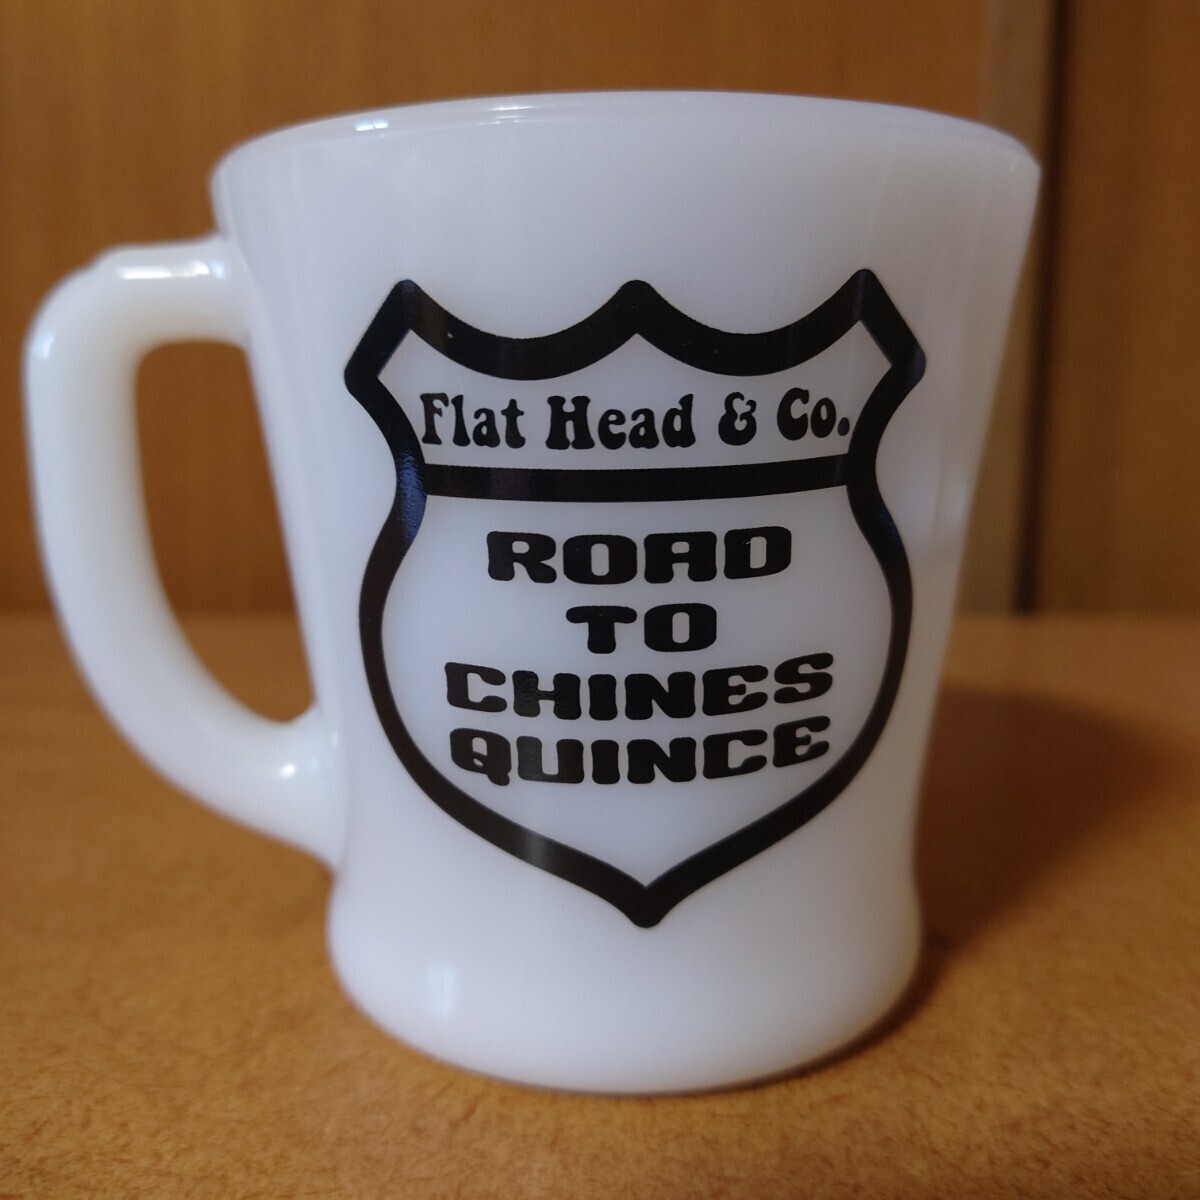 Flat Head & Co.
ROAD
TO
CHINES
QUINCE